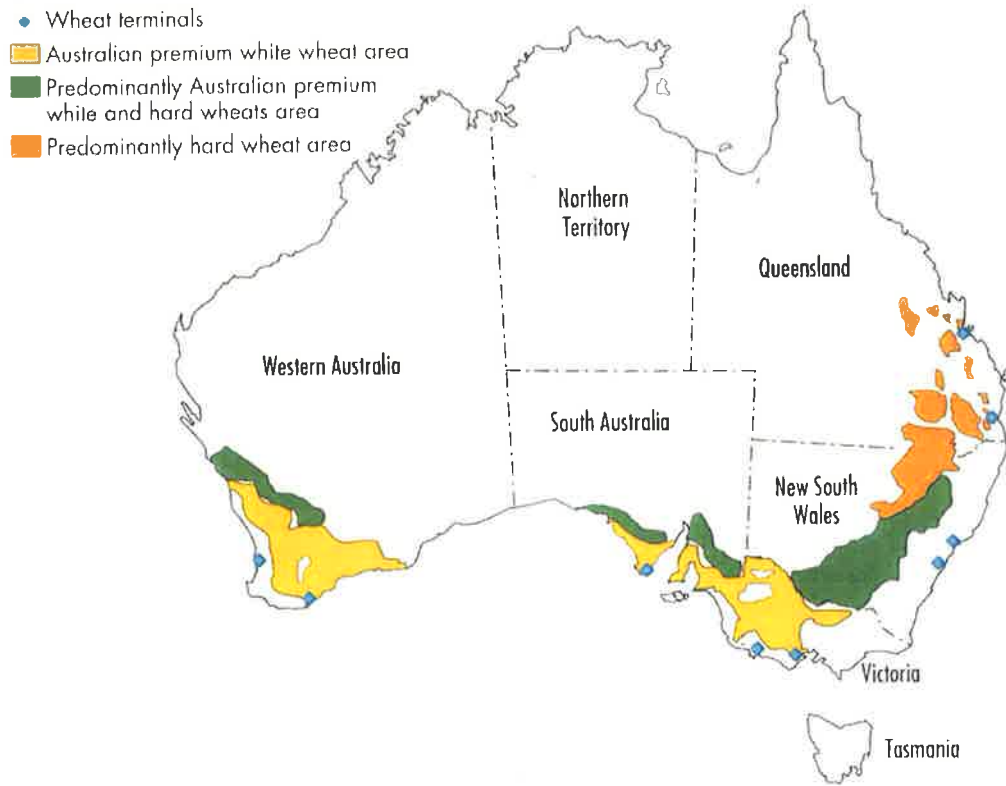 Wheat terminals
Australian premium white wheat area
Predominantly Australian premium
white and hard wheats area
Predominantly hard wheat area
Northern
Territory
Queensland
Western Australia
South Australia
New South
Wales
Victoria
Tasmania